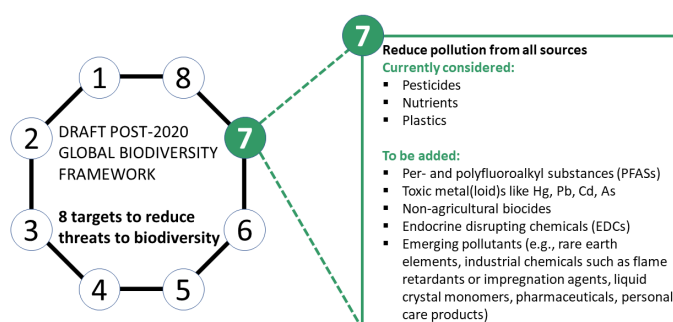 7
Reduce pollution from all sources
Currently considered:
▪ Pesticides
▪ Nutrients
▪ Plastics
To be added:
▪ Per- and polyfluoroalkyl substances (PFASs)
▪ Toxic metal(loid)s like Hg, Pb, Cd, As
▪ Non-agricultural biocides
▪ Endocrine disrupting chemicals (EDCs)
▪ Emerging pollutants (e.g., rare earth
elements, industrial chemicals such as flame
retardants or impregnation agents, liquid
crystal monomers, pharmaceuticals, personal
care products)
1
8
2
7
DRAFT POST-2020
GLOBAL BIODIVERSITY
FRAMEWORK
8 targets to reduce
threats to biodiversity
3
6
4
5